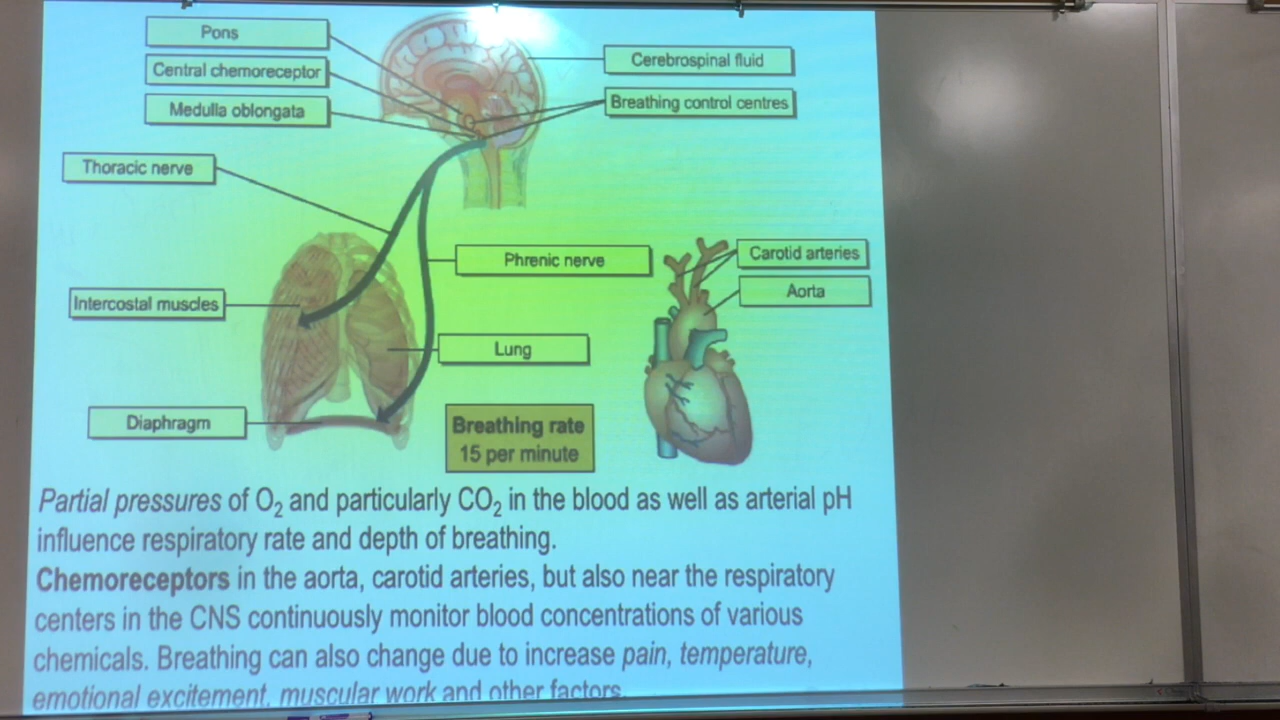 Pons
Central chemoreceptor
Medulla oblongata
Cerebrospinal fluid
Breathing control centres
Thoracic nerve
Phrenic nerve
Carotid arteries
Aorta
Intercostal muscles
Lung
Diaphragm
Breathing rate
15 per minute
Partial pressures of O₂ and particularly CO₂ in the blood as well as arterial pH
influence respiratory rate and depth of breathing.
Chemoreceptors in the aorta, carotid arteries, but also near the respiratory
centers in the CNS continuously monitor blood concentrations of various
chemicals. Breathing can also change due to increase pain, temperature,
emotional excitement, muscular work and other factors.